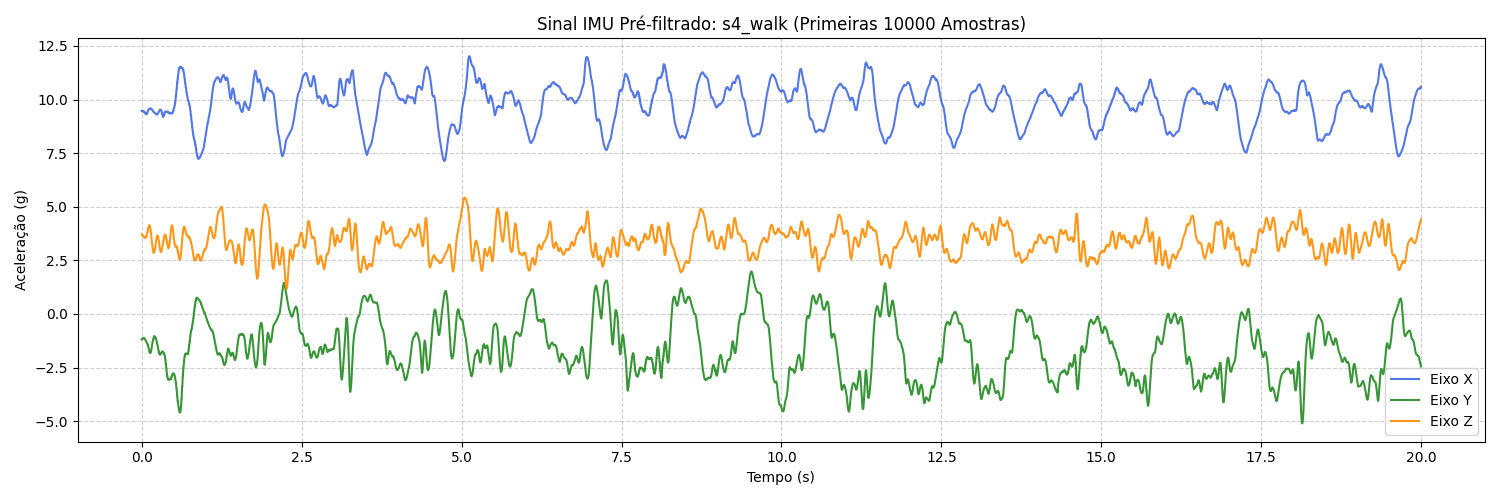 Sinal IMU Pré-filtrado: s4_walk (Primeiras 10000 Amostras)
Aceleração (g)
12.5
10.0
7.5
5.0
2.5
0.0
−2.5
−5.0
Eixo X
Eixo Y
Eixo Z
0.0 2.5 5.0 7.5 10.0 12.5 15.0 17.5 20.0
Tempo (s)